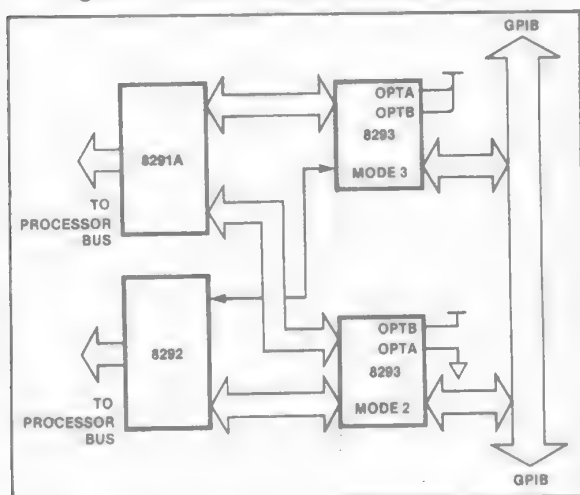 GPIB
OPTA
OPTB
8293
MODE 3
8291A
TO
PROCESSOR
BUS
8292
TO
PROCESSOR
BUS
OPTB
OPTA
8293
MODE 2
GPIB